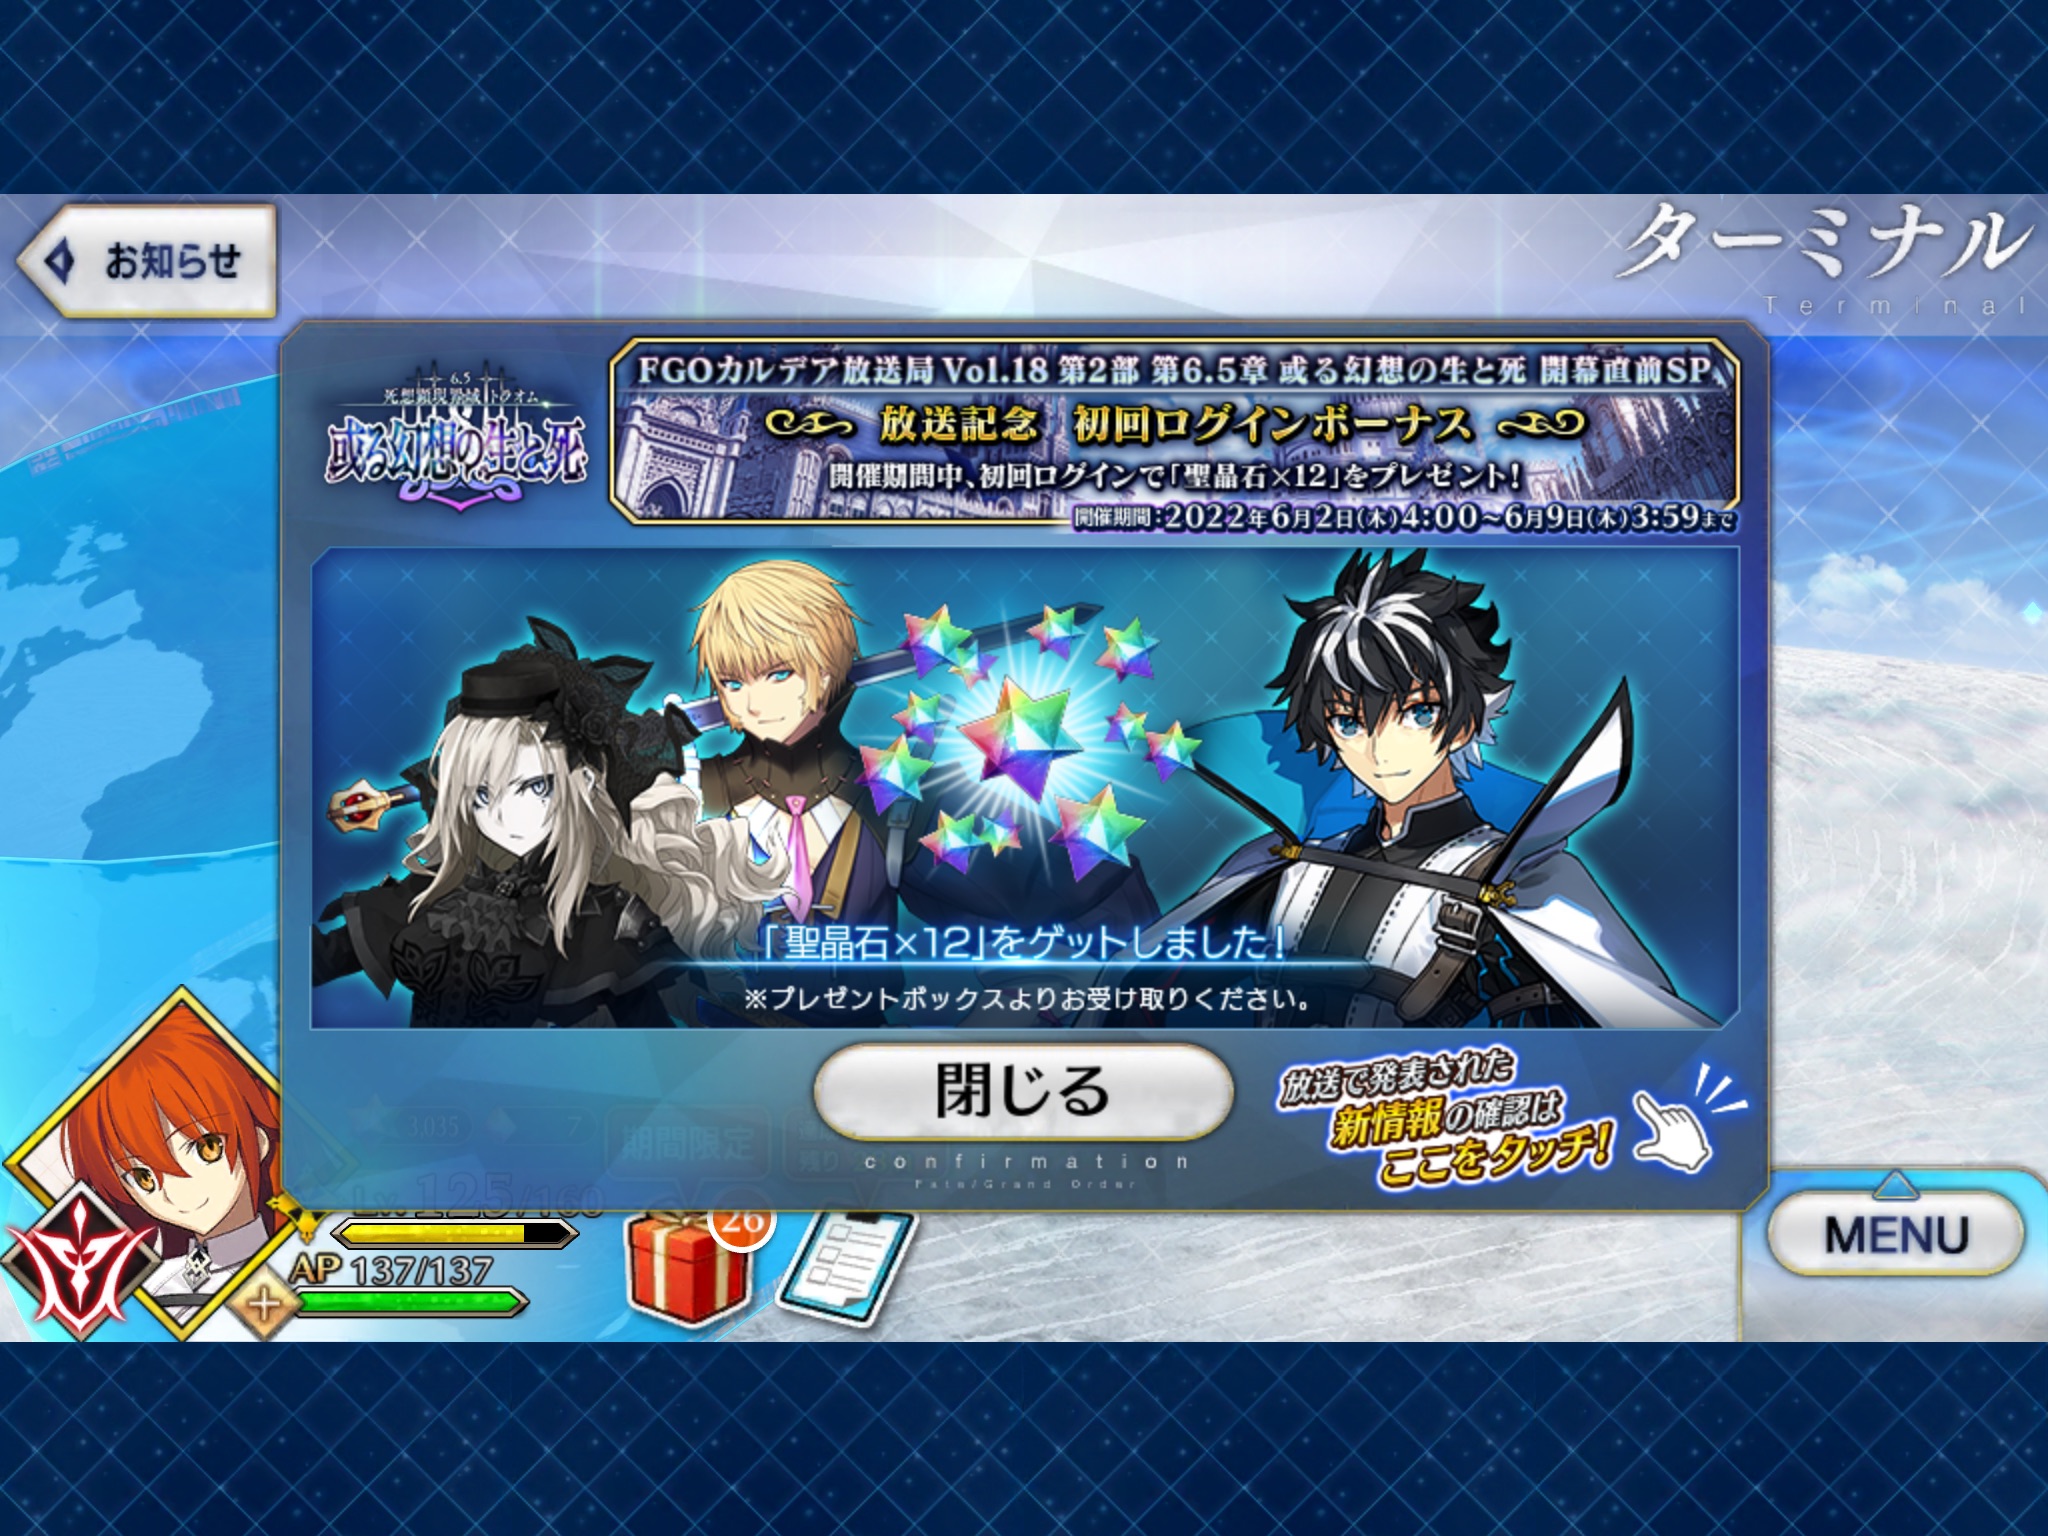 お知らせ
ターミナル
Terminal
6.5
死想顕現界域 トラオム
或る幻想の生と死
FGOカルデア放送局 Vol.18 第2部 第6.5章 或る幻想の生と死 開幕直前SP
放送記念 初回ログインボーナス
開催期間中、初回ログインで「聖晶石×12」をプレゼント!
開催期間:2022年6月2日(木)4:00~6月9日(木)3:59まで
「聖晶石×12」をゲットしました!
※プレゼントボックスよりお受け取りください。
閉じる
confirmation
Fate/Grand Order
放送で発表された
新情報の確認は
ここをタッチ!
3,035
7
期間限定
Lv. 125/160
AP 137/137
26
MENU